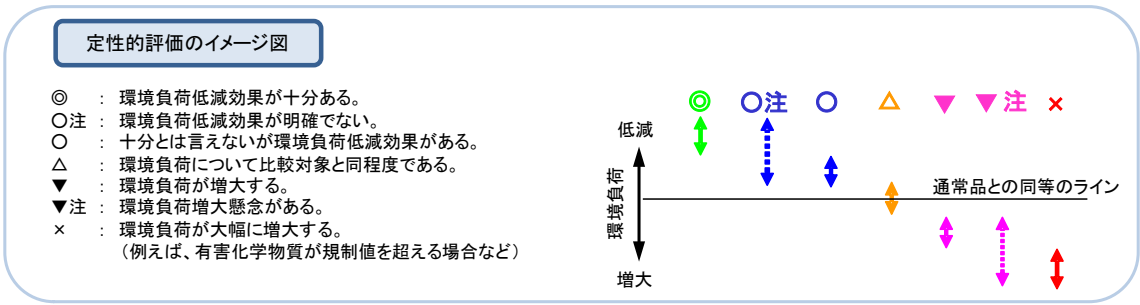 定性的評価のイメージ図
◎ : 環境負荷低減効果が十分ある。
○注 : 環境負荷低減効果が明確でない。
○ : 十分とは言えないが環境負荷低減効果がある。
△ : 環境負荷について比較対象と同程度である。
▼ : 環境負荷が増大する。
▼注 : 環境負荷増大懸念がある。
× : 環境負荷が大幅に増大する。
（例えば、有害化学物質が規制値を超える場合など）
◎ ○注 ○ △ ▼ ▼注 ×
低減
環境負荷
通常品との同等のライン
増大